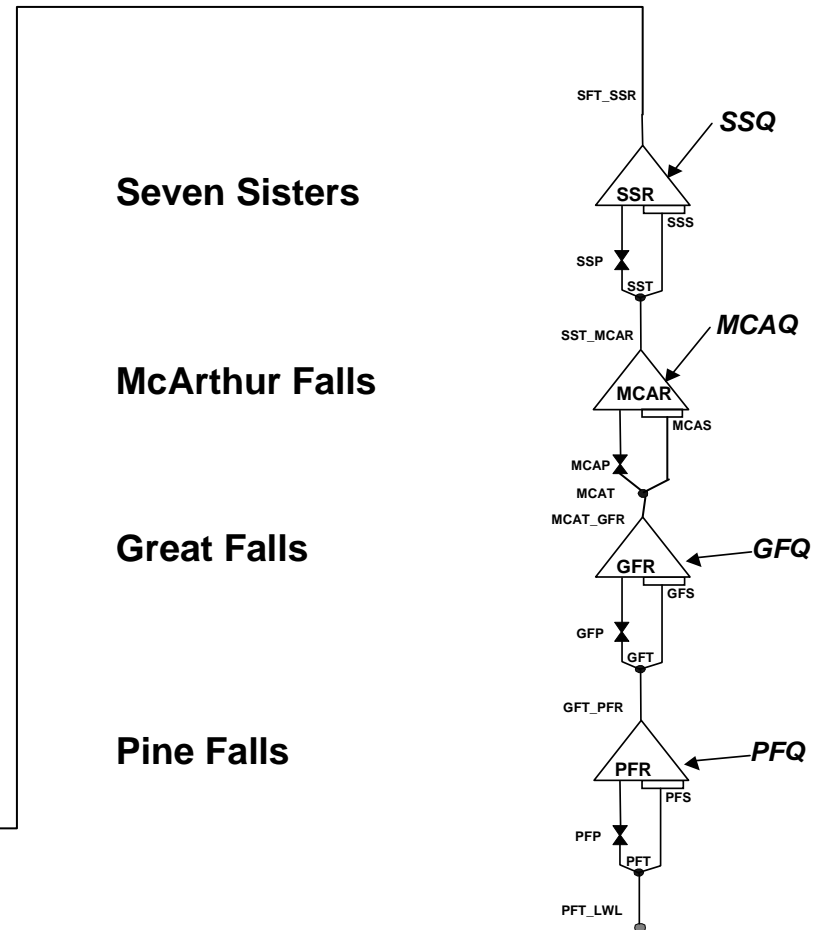 SFT_SSR
SSQ
Seven Sisters
SSR
SSS
SSP
SST
SST_MCAR
MCAQ
McArthur Falls
MCAR
MCAS
MCAP
MCAT
MCAT_GFR
Great Falls
GFQ
GFR
GFS
GFP
GFT
GFT_PFR
Pine Falls
PFQ
PFR
PFS
PFP
PFT
PFT_LWL